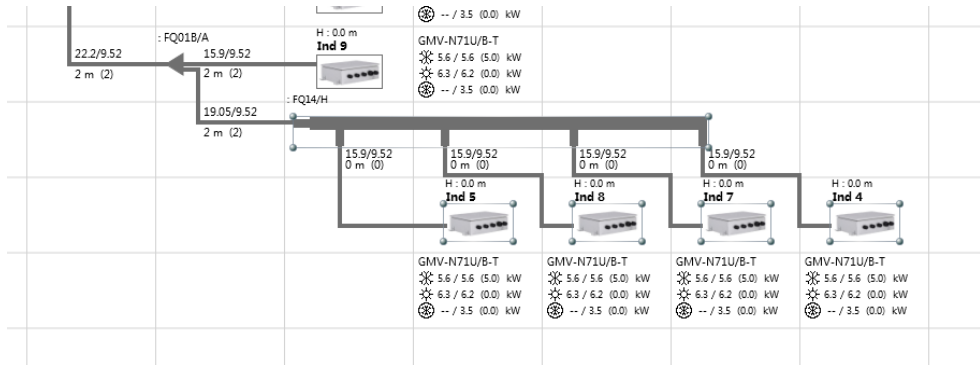 -- / 3.5 (0.0) kW
: FQ01B/A
H : 0.0 m
Ind 9
22.2/9.52
2 m (2)
15.9/9.52
2 m (2)
GMV-N71U/B-T
5.6 / 5.6 (5.0) kW
6.3 / 6.2 (0.0) kW
-- / 3.5 (0.0) kW
: FQ14/H
19.05/9.52
2 m (2)
15.9/9.52
0 m (0)
15.9/9.52
0 m (0)
15.9/9.52
0 m (0)
15.9/9.52
0 m (0)
H : 0.0 m
Ind 5
H : 0.0 m
Ind 8
H : 0.0 m
Ind 7
H : 0.0 m
Ind 4
GMV-N71U/B-T
5.6 / 5.6 (5.0) kW
6.3 / 6.2 (0.0) kW
-- / 3.5 (0.0) kW
GMV-N71U/B-T
5.6 / 5.6 (5.0) kW
6.3 / 6.2 (0.0) kW
-- / 3.5 (0.0) kW
GMV-N71U/B-T
5.6 / 5.6 (5.0) kW
6.3 / 6.2 (0.0) kW
-- / 3.5 (0.0) kW
GMV-N71U/B-T
5.6 / 5.6 (5.0) kW
6.3 / 6.2 (0.0) kW
-- / 3.5 (0.0) kW